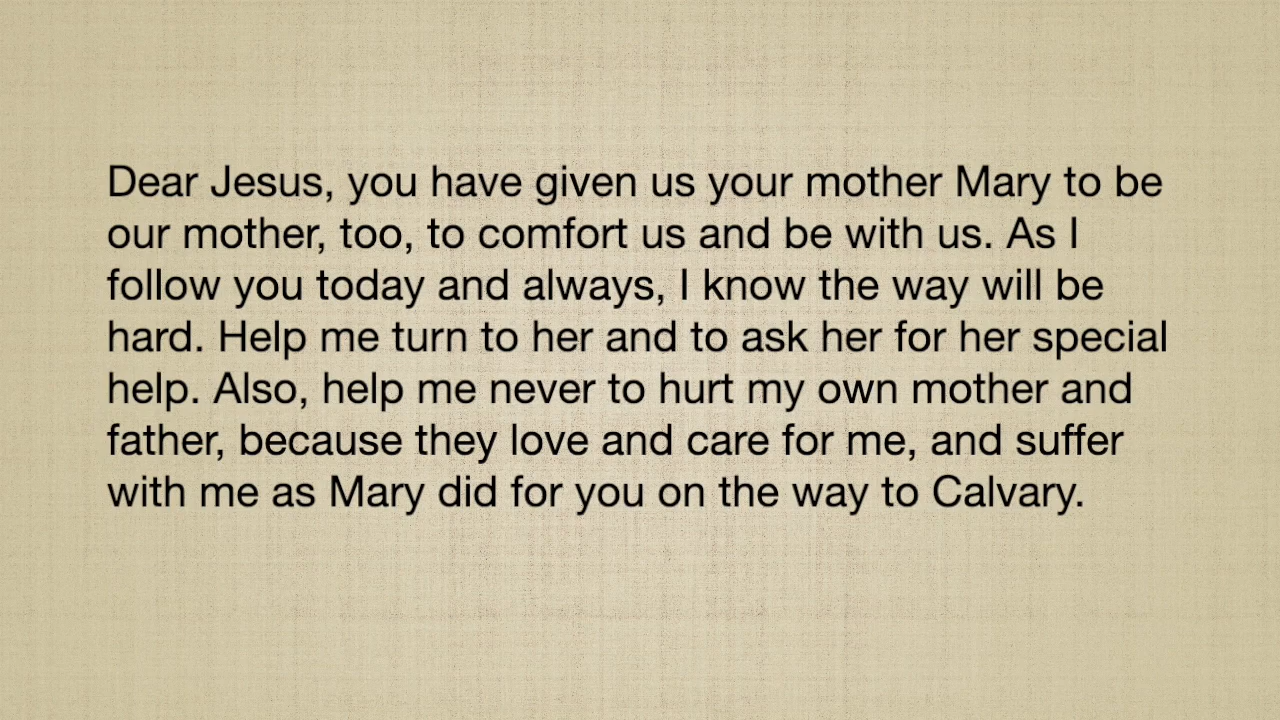 Dear Jesus, you have given us your mother Mary to be
our mother, too, to comfort us and be with us. As I
follow you today and always, I know the way will be
hard. Help me turn to her and to ask her for her special
help. Also, help me never to hurt my own mother and
father, because they love and care for me, and suffer
with me as Mary did for you on the way to Calvary.